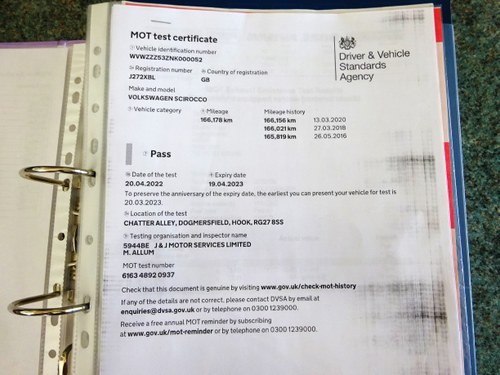 MOT test certificate
Vehicle identification number
WVWZZZ53ZNK000052
Registration number Country of registration
J272XBL GB
Make and model
VOLKSWAGEN SCIROCCO
Vehicle category Mileage Mileage history
166,178 km 166,156 km 13.03.2020
166,021 km 27.03.2018
165,819 km 26.05.2016
Driver & Vehicle
Standards
Agency
Pass
Date of the test Expiry date
20.04.2022 19.04.2023
To preserve the anniversary of the expiry date, the earliest you can present your vehicle for test is
20.03.2023.
Location of the test
CHATTER ALLEY, DOGMERSFIELD, HOOK, RG27 8SS
Testing organisation and inspector name
5944BE J & J MOTOR SERVICES LIMITED
M. ALLUM
MOT test number
6163 4892 0937
Check that this document is genuine by visiting www.gov.uk/check-mot-history
If any of the details are not correct, please contact DVSA by email at
enquiries@dvsa.gov.uk or by telephone on 0300 1239000.
Receive a free annual MOT reminder by subscribing
at www.gov.uk/mot-reminder or by telephone on 0300 1239000.